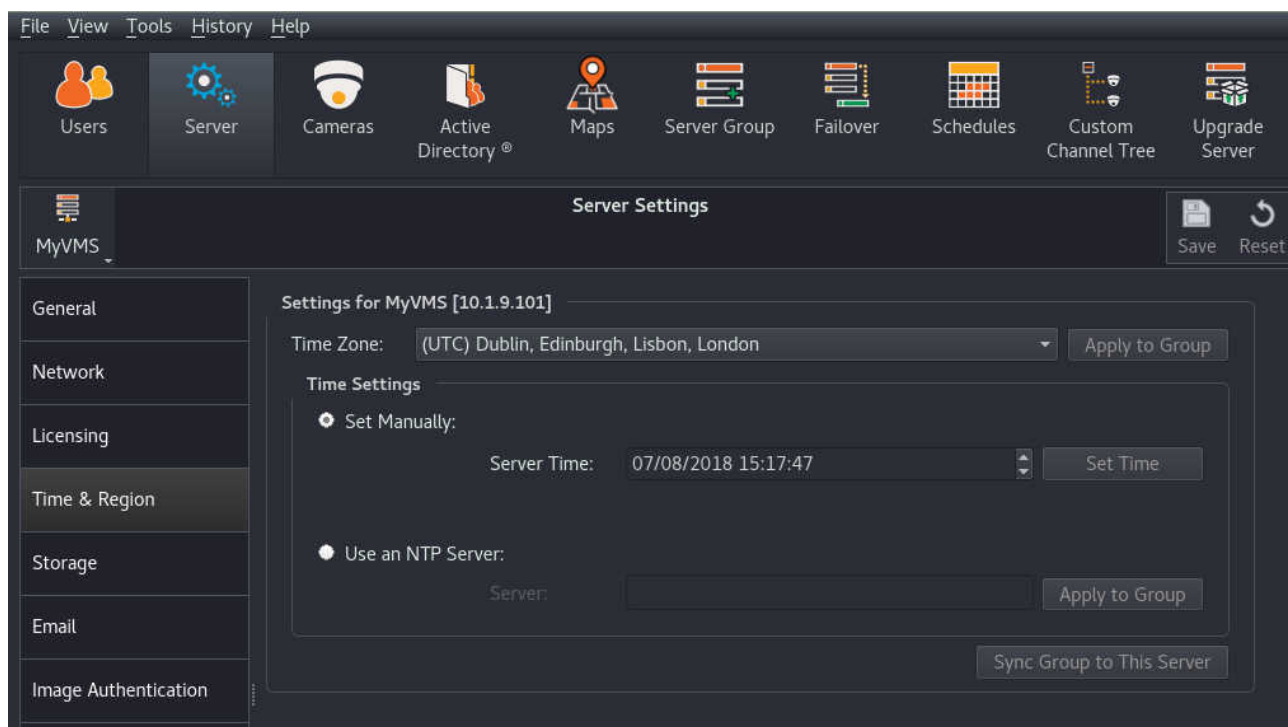 File View Tools History Help
Users
Server
Cameras
Active
Directory ®
Maps
Server Group
Failover
Schedules
Custom
Channel Tree
Upgrade
Server
MyVMS
Server Settings
Save
Reset
General
Network
Licensing
Time & Region
Storage
Email
Image Authentication
Settings for MyVMS [10.1.9.101]
Time Zone: (UTC) Dublin, Edinburgh, Lisbon, London Apply to Group
Time Settings
Set Manually:
Server Time: 07/08/2018 15:17:47 Set Time
Use an NTP Server:
Server: Apply to Group
Sync Group to This Server